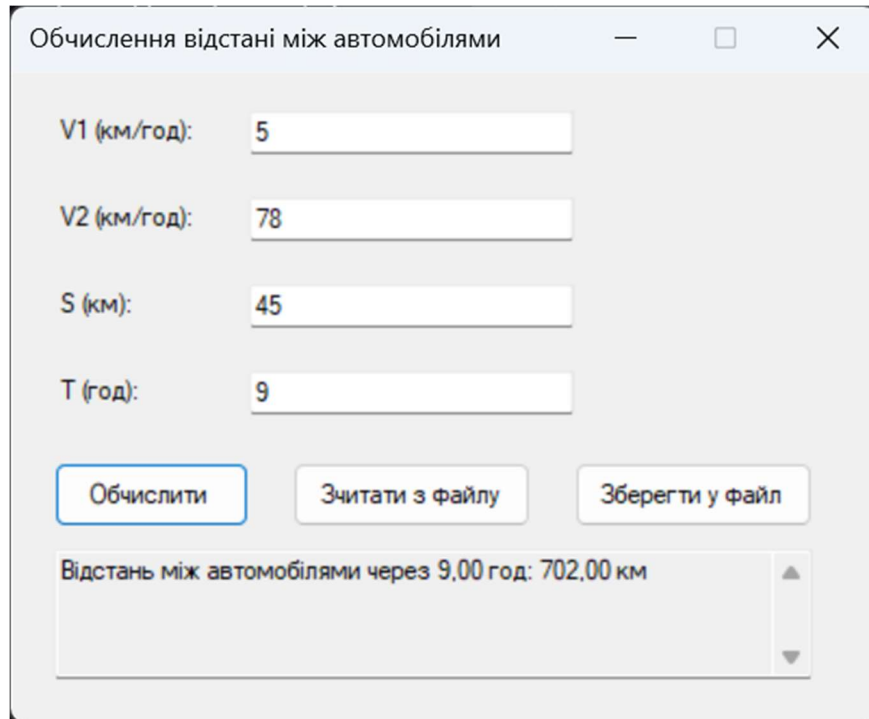 Обчислення відстані між автомобілями
V1 (км/год): 5
V2 (км/год): 78
S (км): 45
T (год): 9
Обчислити Зчитати з файлу Зберегти у файл
Відстань між автомобілями через 9,00 год: 702,00 км